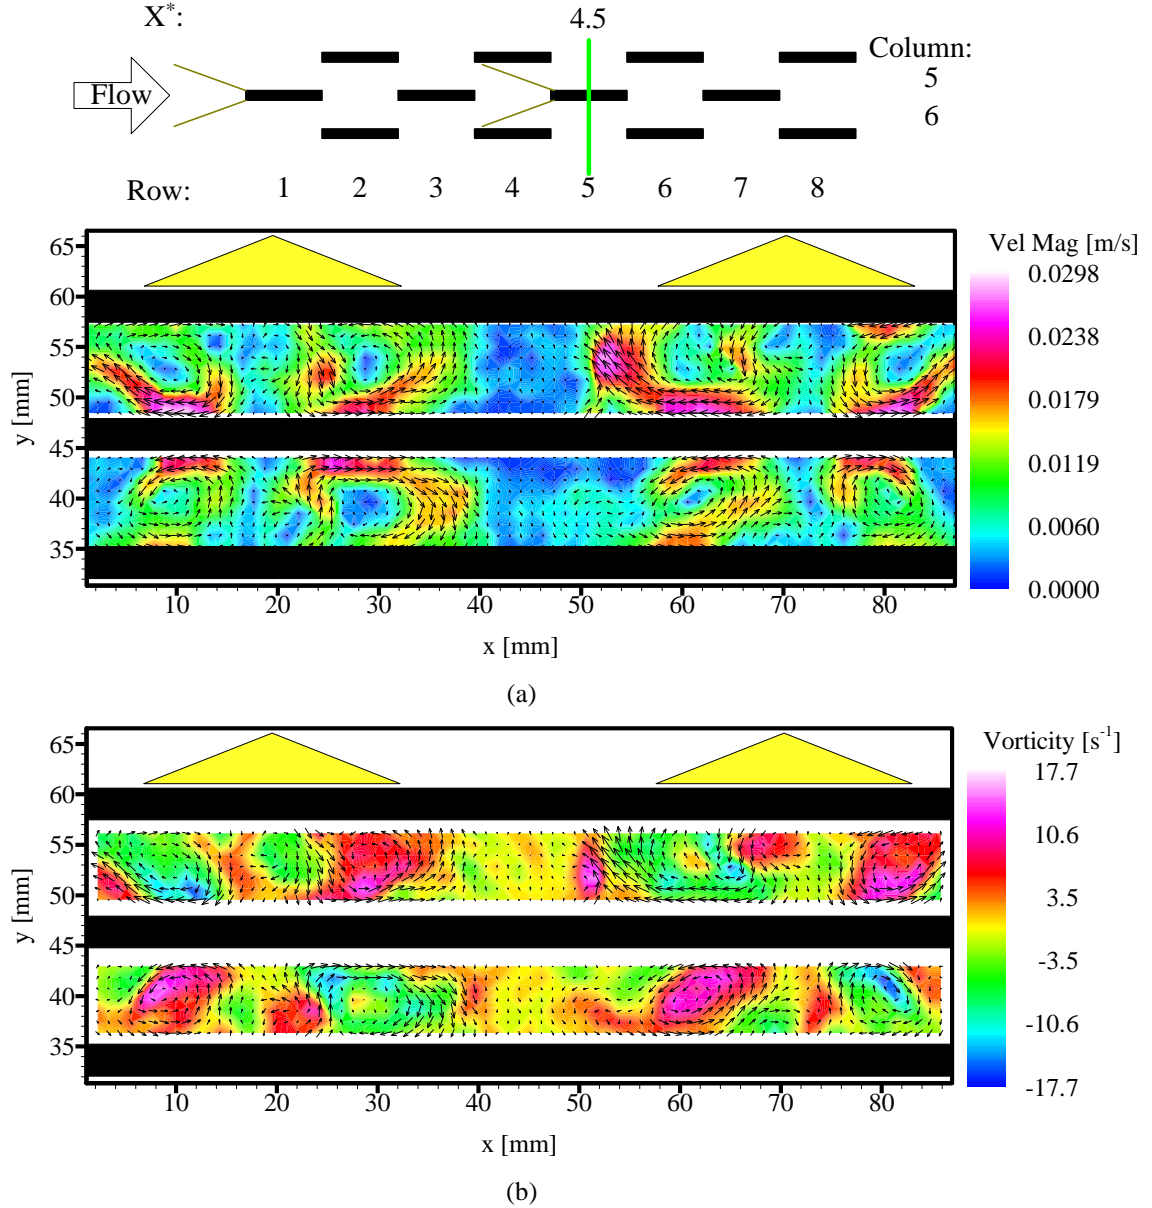 X*:
4.5
Column:
Flow
5
6
Row:
1 2 3 4 5 6 7 8
Vel Mag [m/s]
65
60
55
50
45
40
35
y [mm]
0.0298
0.0238
0.0179
0.0119
0.0060
0.0000
10 20 30 40 50 60 70 80
x [mm]
(a)
Vorticity [s-1]
65
60
55
50
45
40
35
y [mm]
17.7
10.6
3.5
-3.5
-10.6
-17.7
10 20 30 40 50 60 70 80
x [mm]
(b)